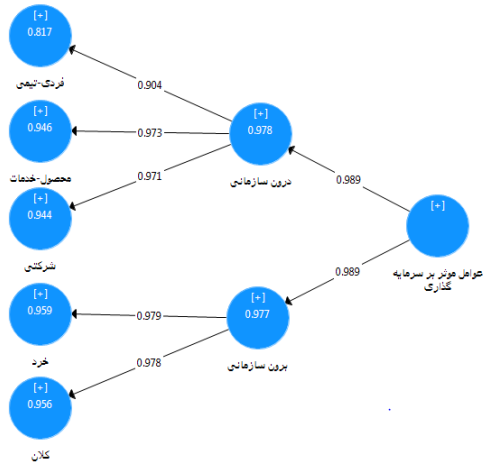 [+]
0.817
فردی-تیمی
0.904
[+]
0.946
محصول-خدمات
0.973
[+]
0.978
درون سازمانی
0.971
[+]
0.944
شرکتی
0.989
[+]
عوامل موثر بر سرمایه
گذاری
0.989
[+]
0.959
خرد
0.979
[+]
0.977
برون سازمانی
0.978
[+]
0.956
کلان